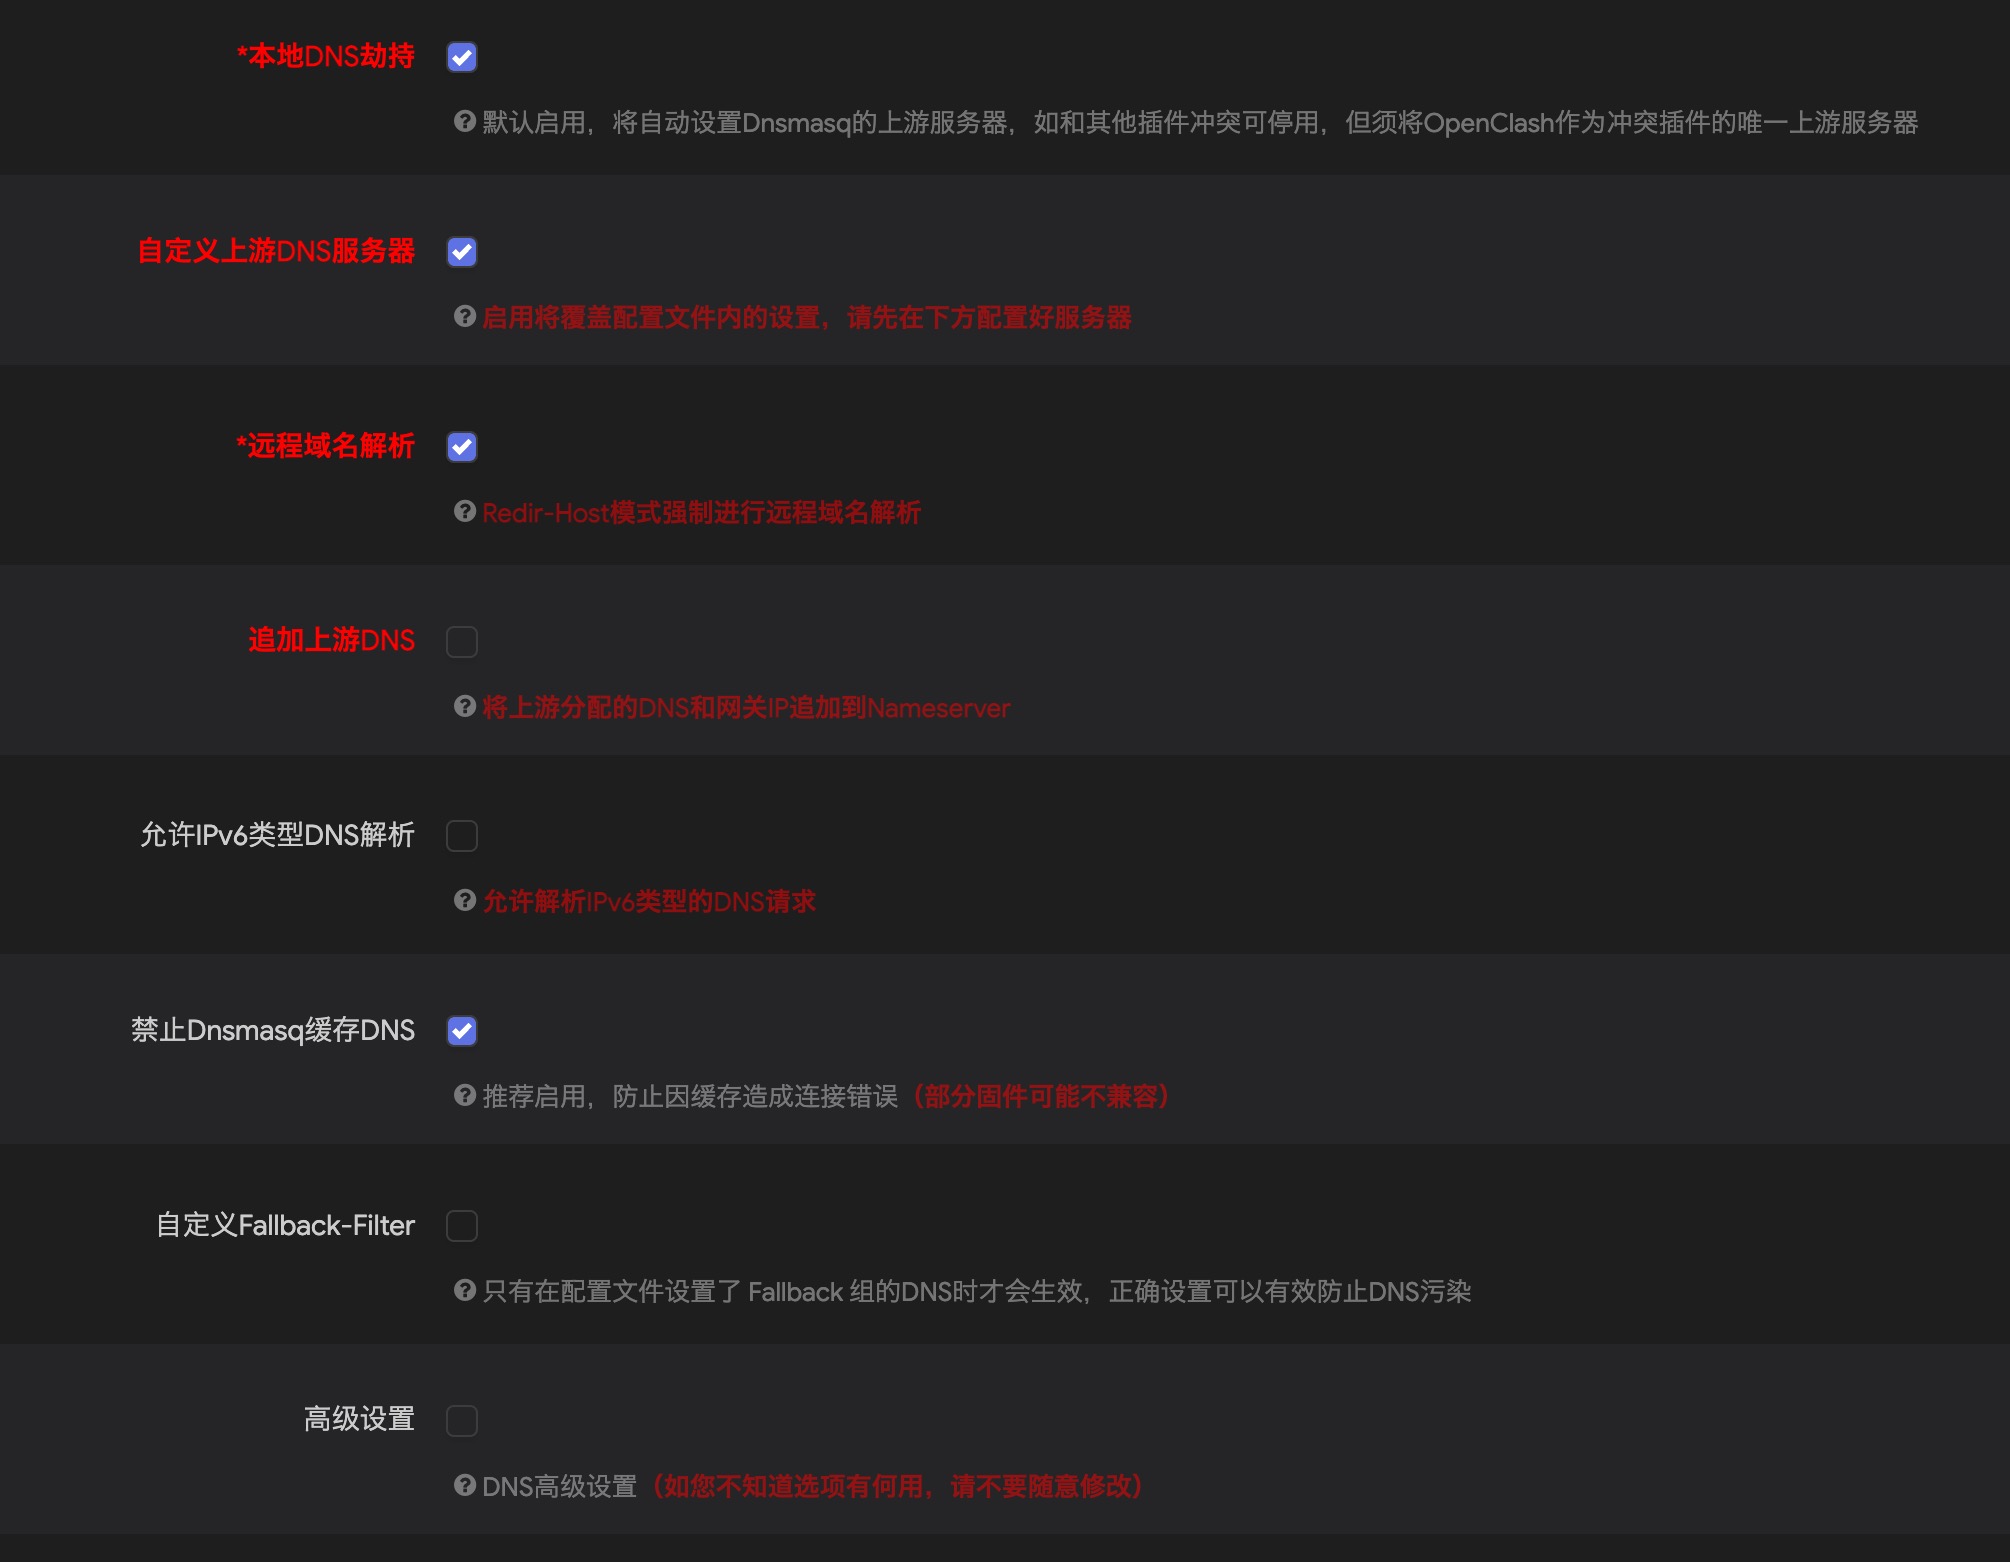 *本地DNS劫持
默认启用，将自动设置Dnsmasq的上游服务器，如和其他插件冲突可停用，但须将OpenClash作为冲突插件的唯一上游服务器
自定义上游DNS服务器
启用将覆盖配置文件内的设置，请先在下方配置好服务器
*远程域名解析
Redir-Host模式强制进行远程域名解析
追加上游DNS
将上游分配的DNS和网关IP追加到Nameserver
允许IPv6类型DNS解析
允许解析IPv6类型的DNS请求
禁止Dnsmasq缓存DNS
推荐启用，防止因缓存造成连接错误（部分固件可能不兼容）
自定义Fallback-Filter
只有在配置文件设置了 Fallback 组的DNS时才会生效，正确设置可以有效防止DNS污染
高级设置
DNS高级设置（如您不知道选项有何用，请不要随意修改）